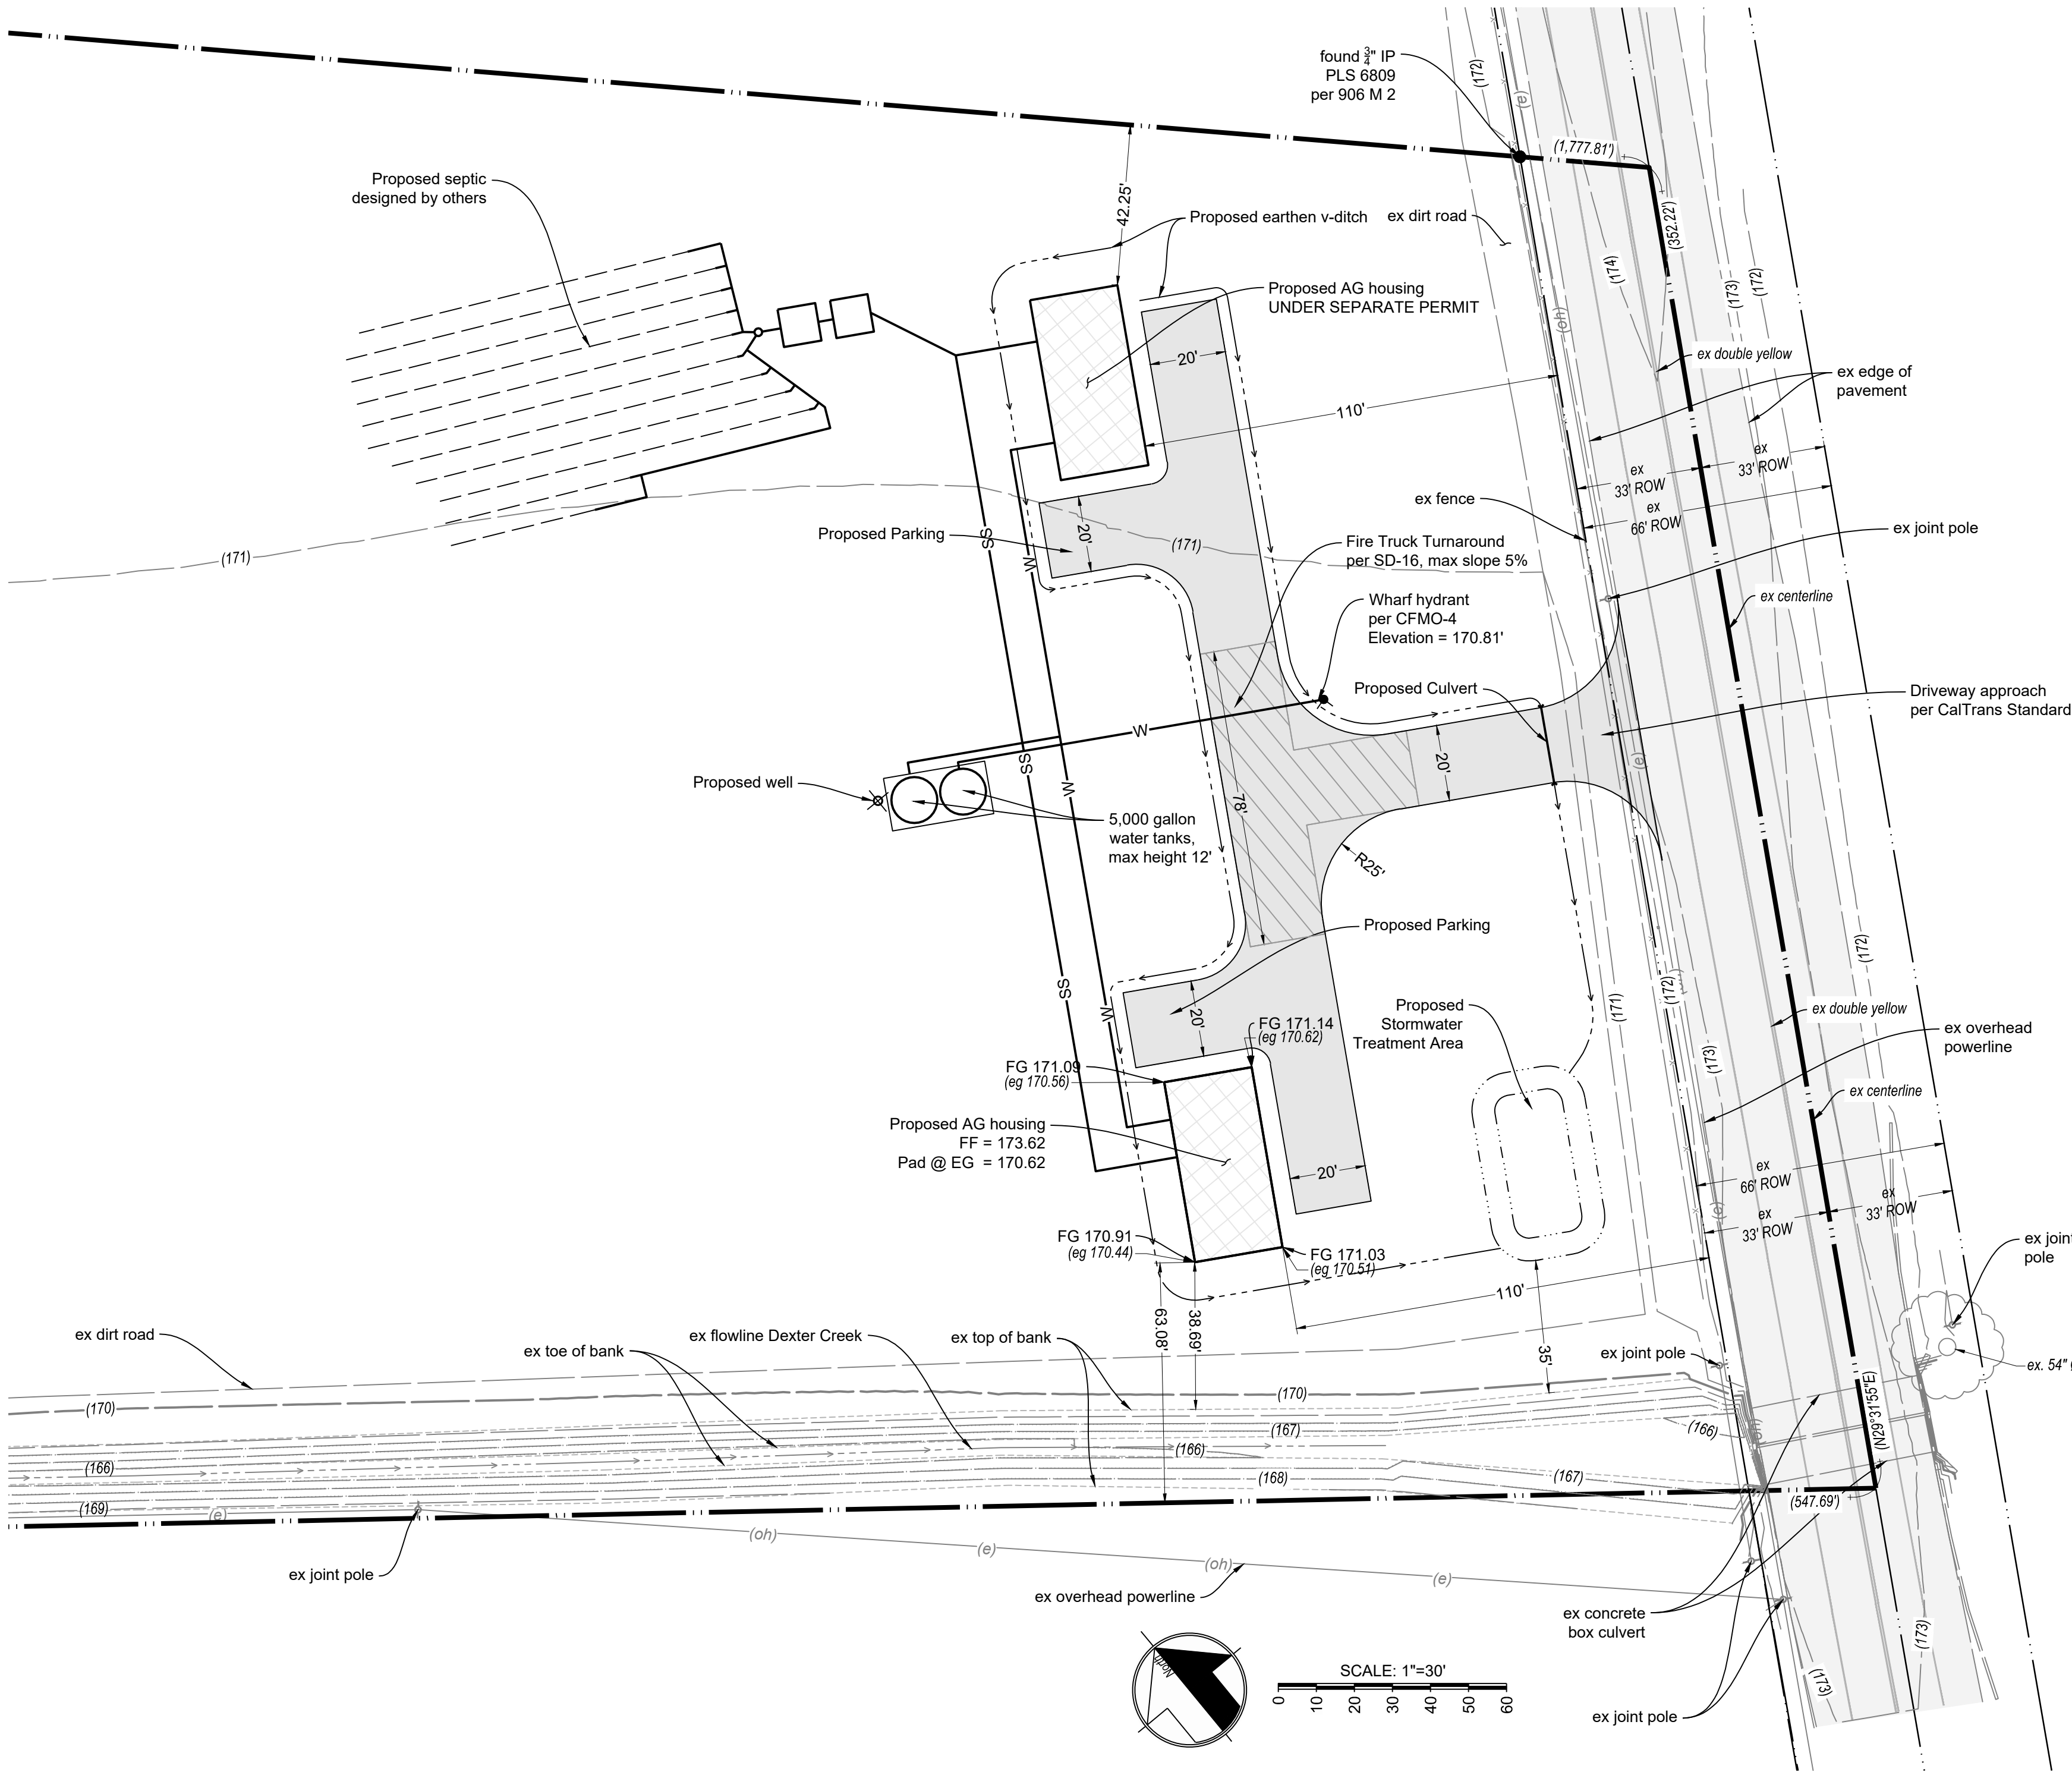 found 3/4" IP
PLS 6809
per 906 M 2
(172)
(a)
(1,777.81')
(352.22')
Proposed septic
designed by others
42.25'
Proposed earthen v-ditch
ex dirt road
(174)
(173)
(172)
Proposed AG housing
UNDER SEPARATE PERMIT
(oh)
20'
110'
ex double yellow
ex edge of
pavement
ex
33' ROW
ex
33' ROW
ex
66' ROW
ex fence
ex joint pole
Proposed Parking
20'
(171)
(171)
SS
W
Fire Truck Turnaround
per SD-16, max slope 5%
Wharf hydrant
per CFMO-4
Elevation = 170.81'
ex centerline
Proposed Culvert
Driveway approach
per CalTrans Standard
W
SS
W
20'
(e)
Proposed well
78'
5,000 gallon
water tanks,
max height 12'
R25'
Proposed Parking
(172)
SS
W
20'
Proposed
Stormwater
Treatment Area
(171)
(172)
ex double yellow
FG 171.14
(eg 170.62)
FG 171.09
(eg 170.56)
(173)
ex overhead
powerline
ex centerline
Proposed AG housing
FF = 173.62
Pad @ EG = 170.62
20'
ex
66' ROW
ex
33' ROW
ex
33' ROW
FG 170.91
(eg 170.44)
FG 171.03
(eg 170.51)
110'
63.08'
38.69'
35'
pole
ex dirt road
ex toe of bank
ex flowline Dexter Creek
ex top of bank
ex joint pole
ex. 54"
(170)
(170)
(N29°31'55"E)
(167)
(166)
(166)
(oh)
(166)
(168)
(167)
(169)
(e)
(547.69')
(oh)
(e)
(oh)
(e)
ex joint pole
ex overhead powerline
ex concrete
box culvert
(173)
(173)
North
SCALE: 1"=30'
0 10 20 30 40 50 60
ex joint pole